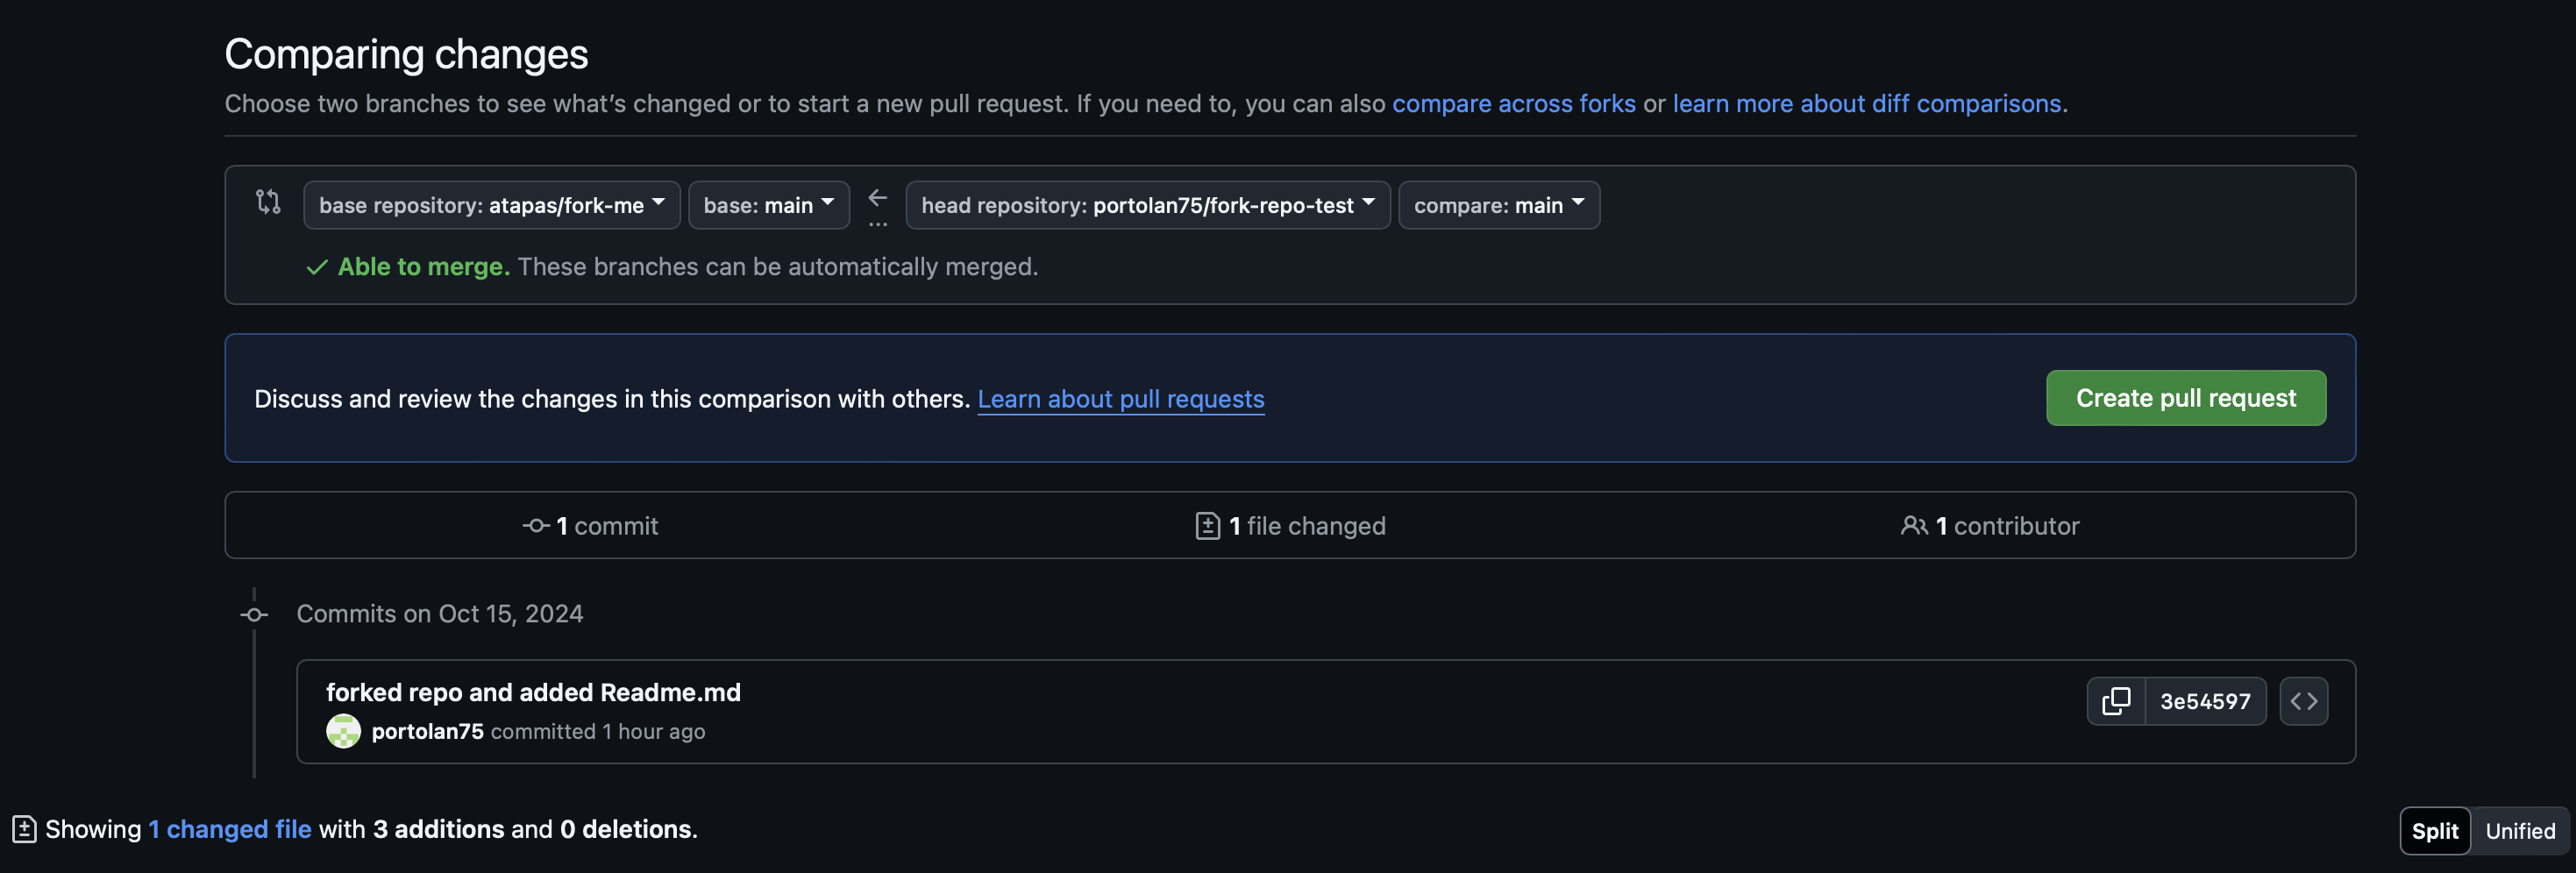 Comparing changes
Choose two branches to see what’s changed or to start a new pull request. If you need to, you can also compare across forks or learn more about diff comparisons.
base repository: atapas/fork-me base: main ... head repository: portolan75/fork-repo-test compare: main
Able to merge. These branches can be automatically merged.
Discuss and review the changes in this comparison with others. Learn about pull requests Create pull request
1 commit 1 file changed 1 contributor
Commits on Oct 15, 2024
forked repo and added Readme.md
3e54597
portolan75 committed 1 hour ago
Showing 1 changed file with 3 additions and 0 deletions. Split Unified